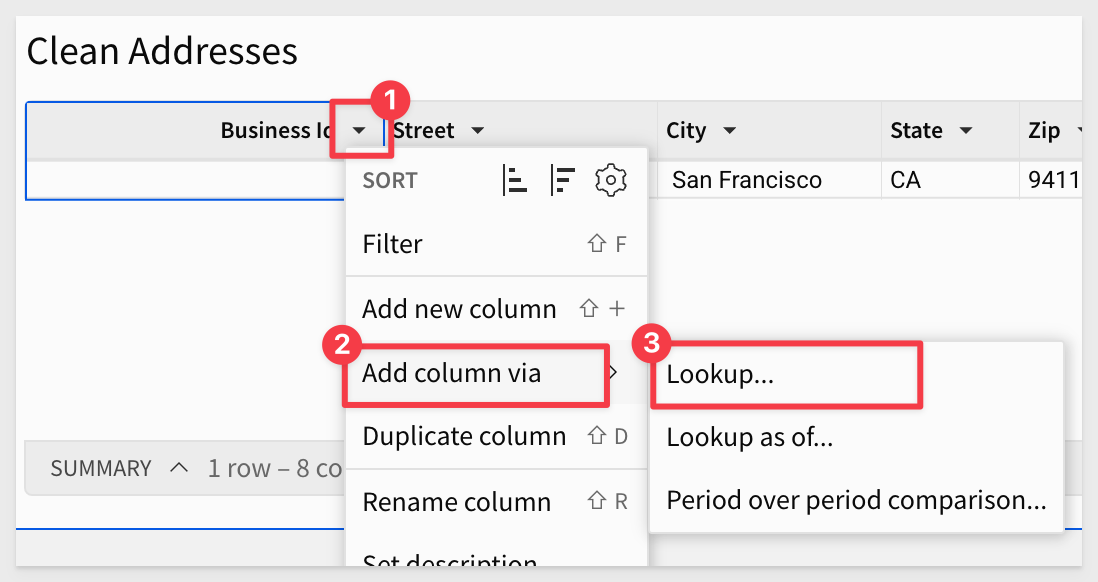 Clean Addresses
1
Business Id Street City State Zip
San Francisco CA 9411
SORT
Filter ⇧ F
Add new column ⇧ +
2
3
Add column via
Lookup...
Duplicate column ⇧ D
Lookup as of...
SUMMARY 1 row – 8 co
Rename column ⇧ R
Period over period comparison...
Set description